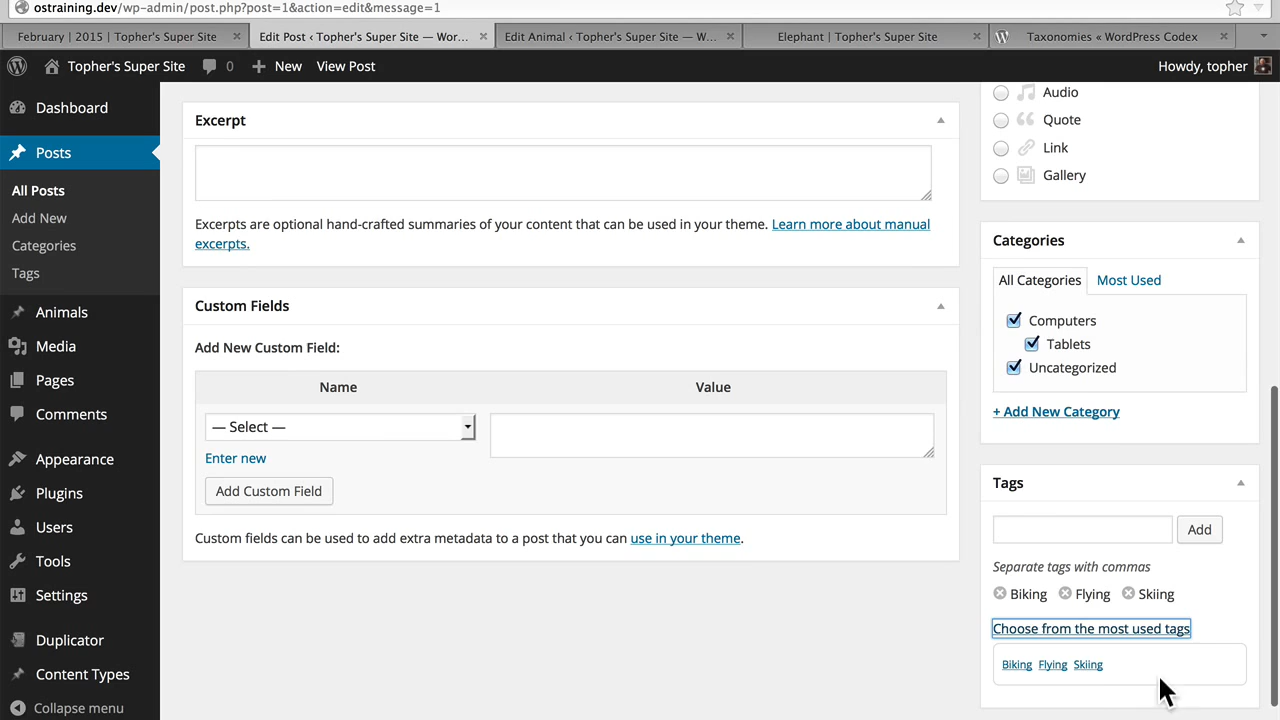 ostraining.dev/wp-admin/post.php?post=1&action=edit&message=1
February | 2015 | Topher's Super Site ×
Edit Post ‹ Topher's Super Site — Wor... ×
Edit Animal ‹ Topher's Super Site — W... ×
Elephant | Topher's Super Site ×
Taxonomies « WordPress Codex ×
Topher's Super Site 0 + New View Post Howdy, topher
Dashboard
Posts
All Posts
Add New
Categories
Tags
Animals
Media
Pages
Comments
Appearance
Plugins
Users
Tools
Settings
Duplicator
Content Types
Collapse menu
Excerpt
Excerpts are optional hand-crafted summaries of your content that can be used in your theme. Learn more about manual
excerpts.
Custom Fields
Add New Custom Field:
Name Value
— Select —
Enter new
Add Custom Field
Custom fields can be used to add extra metadata to a post that you can use in your theme.
Audio
Quote
Link
Gallery
Categories
All Categories Most Used
Computers
Tablets
Uncategorized
+ Add New Category
Tags
Add
Separate tags with commas
Biking Flying Skiing
Choose from the most used tags
Biking Flying Skiing